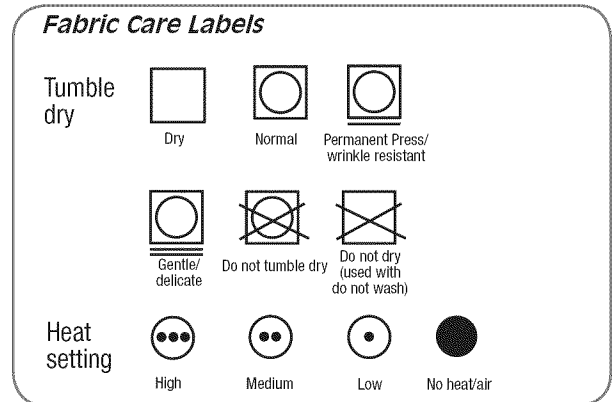 Fabric Care Labels
Tumble
dry
Dry
Normal
Permanent Press/
wrinkle resistant
Gentle/
delicate
Do not tumble dry
Do not dry
(used with
do not wash)
Heat
setting
High
Medium
Low
No heat/air